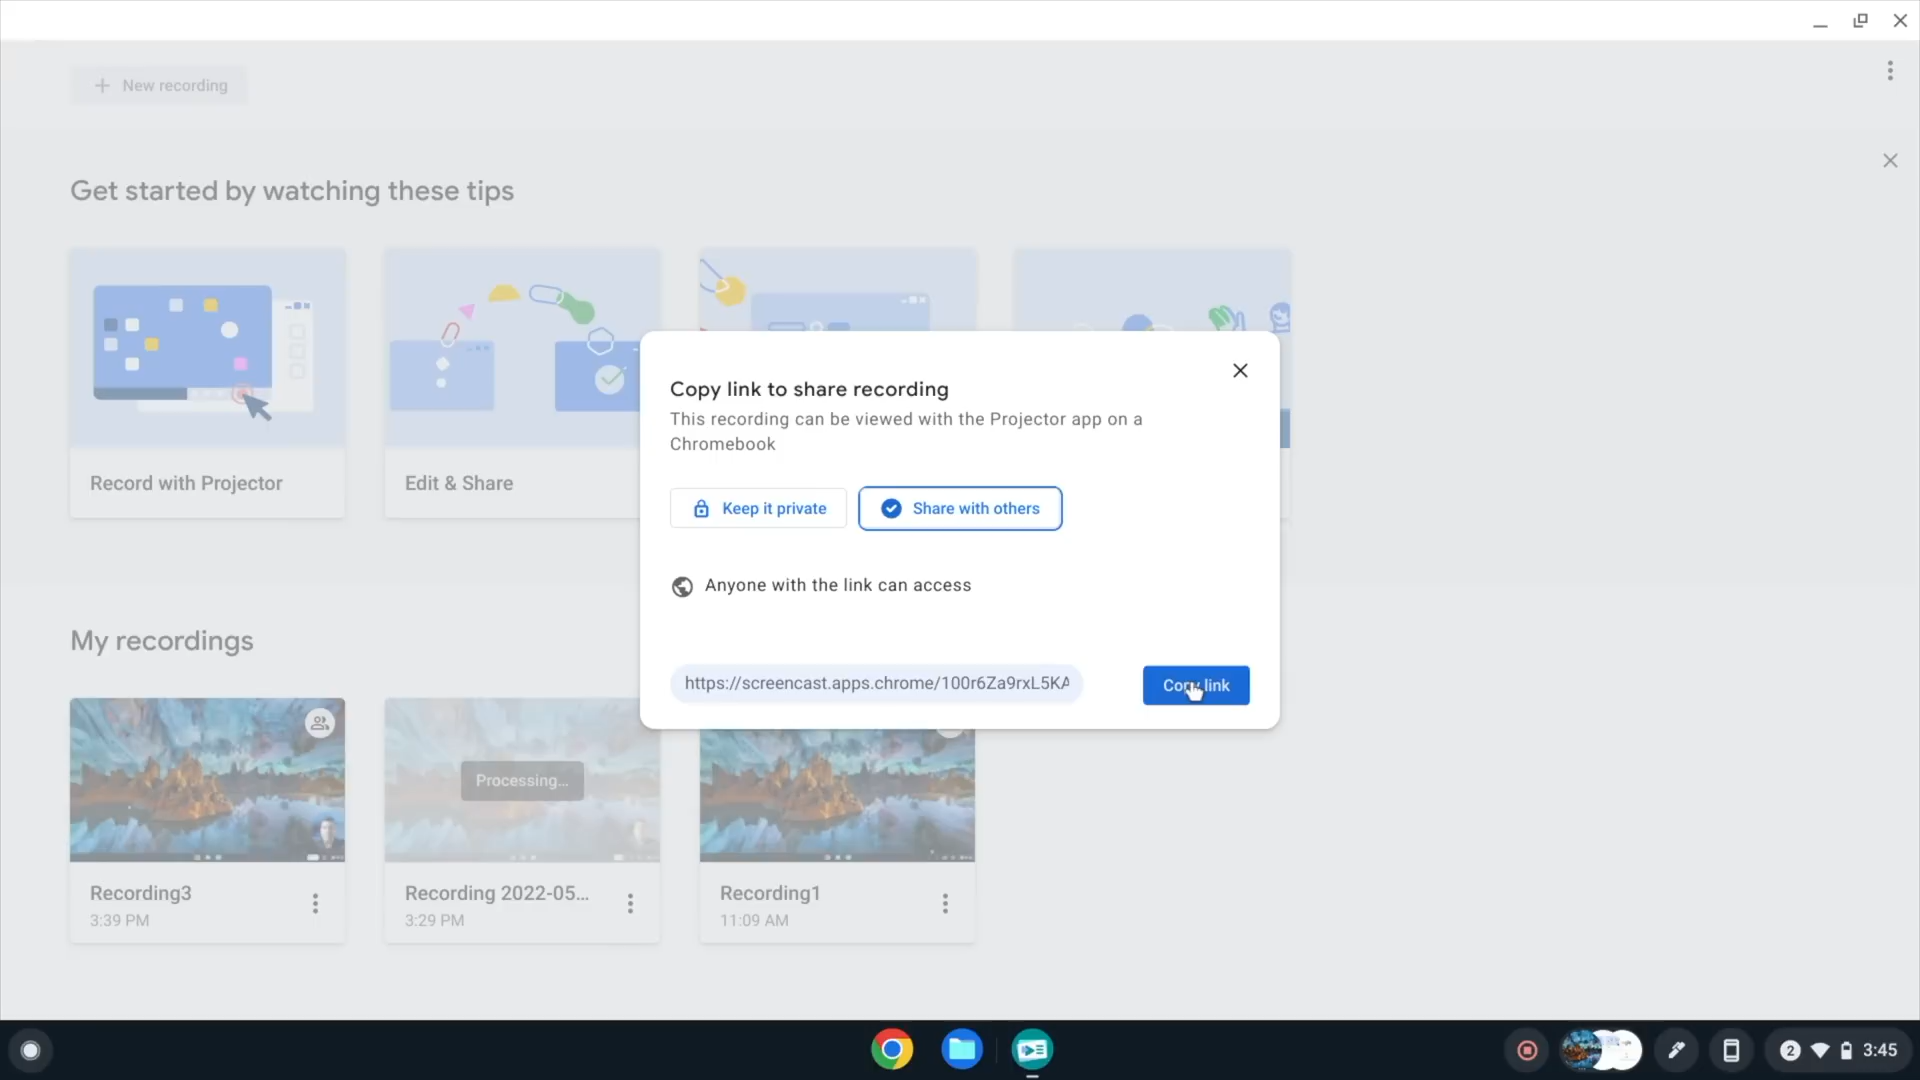 New recording
Get started by watching these tips
Record with Projector
Edit & Share
Copy link to share recording
This recording can be viewed with the Projector app on a
Chromebook
Keep it private
Share with others
Anyone with the link can access
https://screencast.apps.chrome/100r6Za9rxL5KA
Copy link
My recordings
Processing...
Recording3
3:39 PM
Recording 2022-05...
3:29 PM
Recording1
11:09 AM
2
3:45